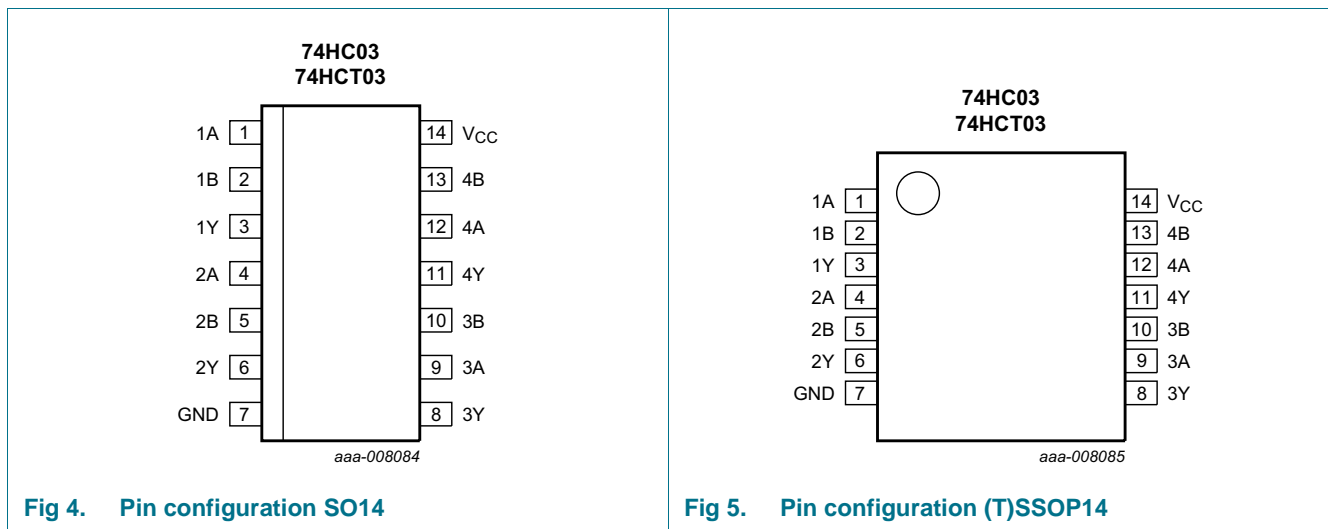 74HC03
74HCT03
1A 1 14 VCC
1B 2 13 4B
1Y 3 12 4A
2A 4 11 4Y
2B 5 10 3B
2Y 6 9 3A
GND 7 8 3Y
aaa-008084
Fig 4. Pin configuration SO14
74HC03
74HCT03
1A 1 14 VCC
1B 2 13 4B
1Y 3 12 4A
2A 4 11 4Y
2B 5 10 3B
2Y 6 9 3A
GND 7 8 3Y
aaa-008085
Fig 5. Pin configuration (T)SSOP14